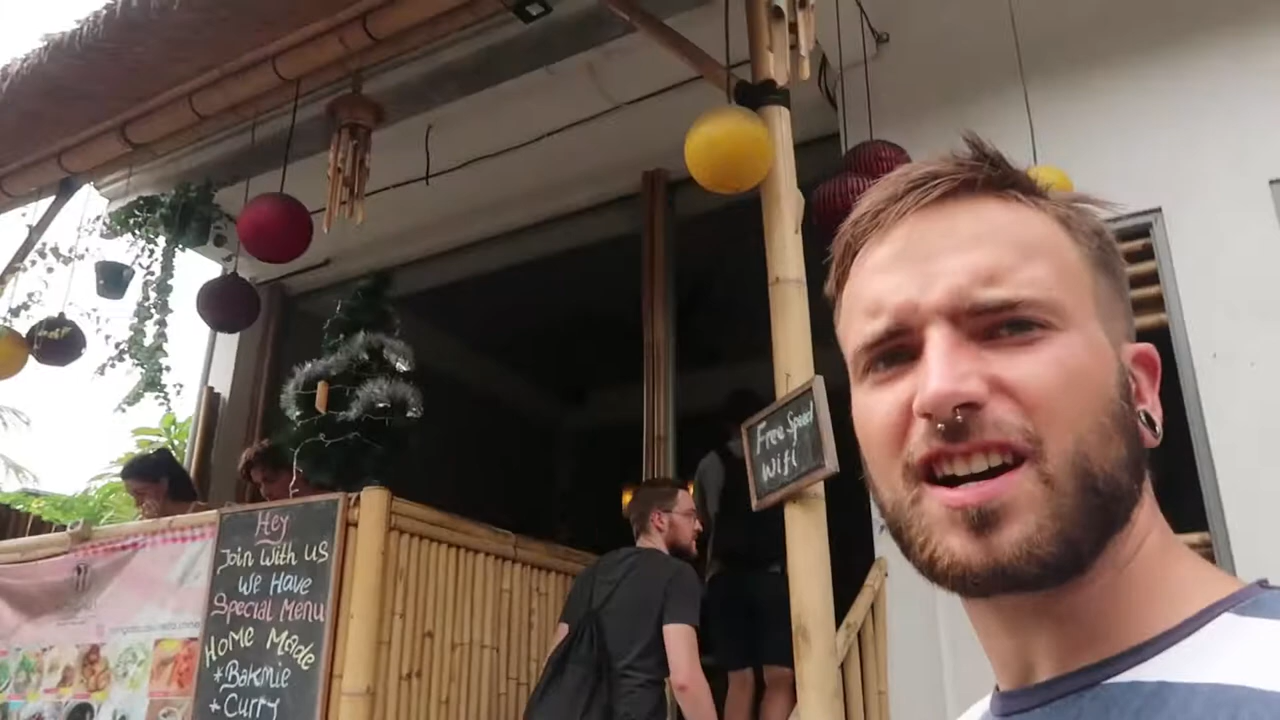 Hey
Join With us
We Have
Special Menu
Home Made
*Bakmie
*Curry
Free Speed
Wifi